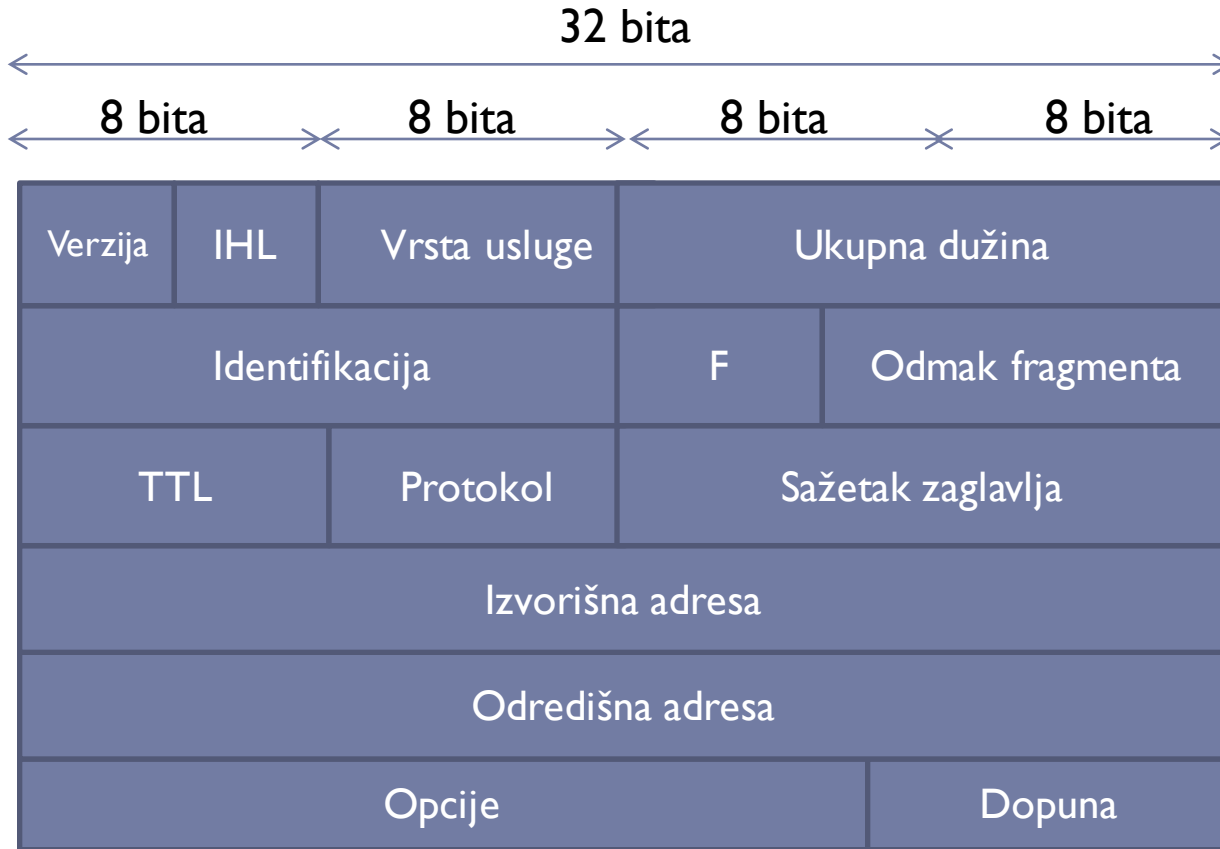 32 bita
8 bita 8 bita 8 bita 8 bita
Verzija IHL Vrsta usluge Ukupna dužina
Identifikacija F Odmak fragmenta
TTL Protokol Sažetak zaglavlja
Izvorišna adresa
Odredišna adresa
Opcije Dopuna